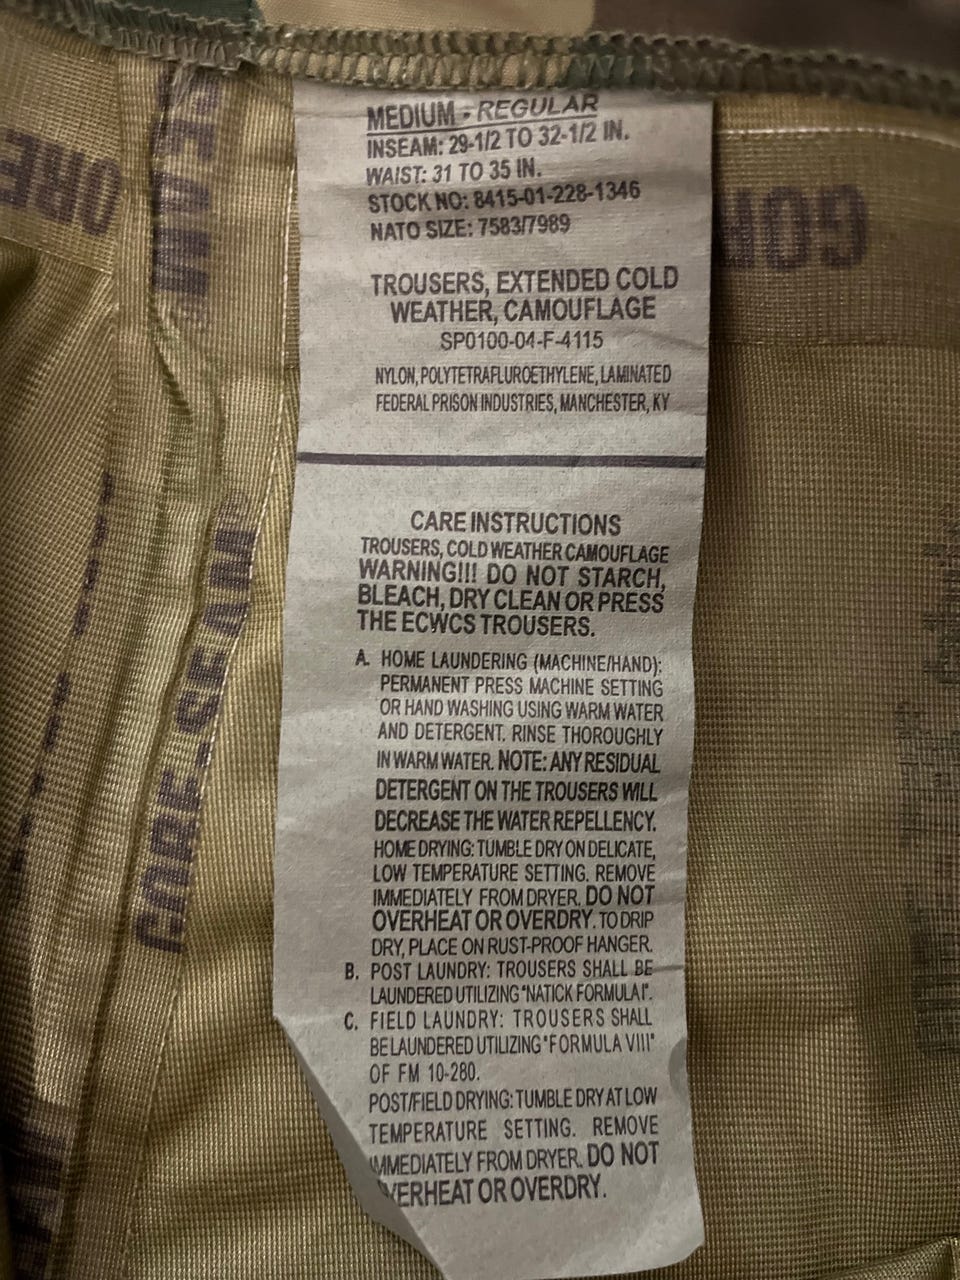 MEDIUM - REGULAR
INSEAM: 29-1/2 TO 32-1/2 IN.
WAIST: 31 TO 35 IN.
STOCK NO: 8415-01-228-1346
NATO SIZE: 7583/7989
TROUSERS, EXTENDED COLD
WEATHER, CAMOUFLAGE
SP0100-04-F-4115
NYLON, POLYTETRAFLUROETHYLENE, LAMINATED
FEDERAL PRISON INDUSTRIES, MANCHESTER, KY
CARE INSTRUCTIONS
TROUSERS, COLD WEATHER CAMOUFLAGE
WARNING!!! DO NOT STARCH,
BLEACH, DRY CLEAN OR PRESS
THE ECWCS TROUSERS.
A. HOME LAUNDERING (MACHINE/HAND):
PERMANENT PRESS MACHINE SETTING
OR HAND WASHING USING WARM WATER
AND DETERGENT. RINSE THOROUGHLY
IN WARM WATER. NOTE: ANY RESIDUAL
DETERGENT ON THE TROUSERS WILL
DECREASE THE WATER REPELLENCY.
HOME DRYING: TUMBLE DRY ON DELICATE,
LOW TEMPERATURE SETTING. REMOVE
IMMEDIATELY FROM DRYER. DO NOT
OVERHEAT OR OVERDRY. TO DRIP
DRY, PLACE ON RUST-PROOF HANGER.
B. POST LAUNDRY: TROUSERS SHALL BE
LAUNDERED UTILIZING "NATICK FORMULA I".
C. FIELD LAUNDRY: TROUSERS SHALL
BE LAUNDERED UTILIZING "FORMULA VIII"
OF FM 10-280.
POST/FIELD DRYING: TUMBLE DRY AT LOW
TEMPERATURE SETTING. REMOVE
IMMEDIATELY FROM DRYER. DO NOT
VERHEAT OR OVERDRY.
GORE-SEAM
GOR
ORE